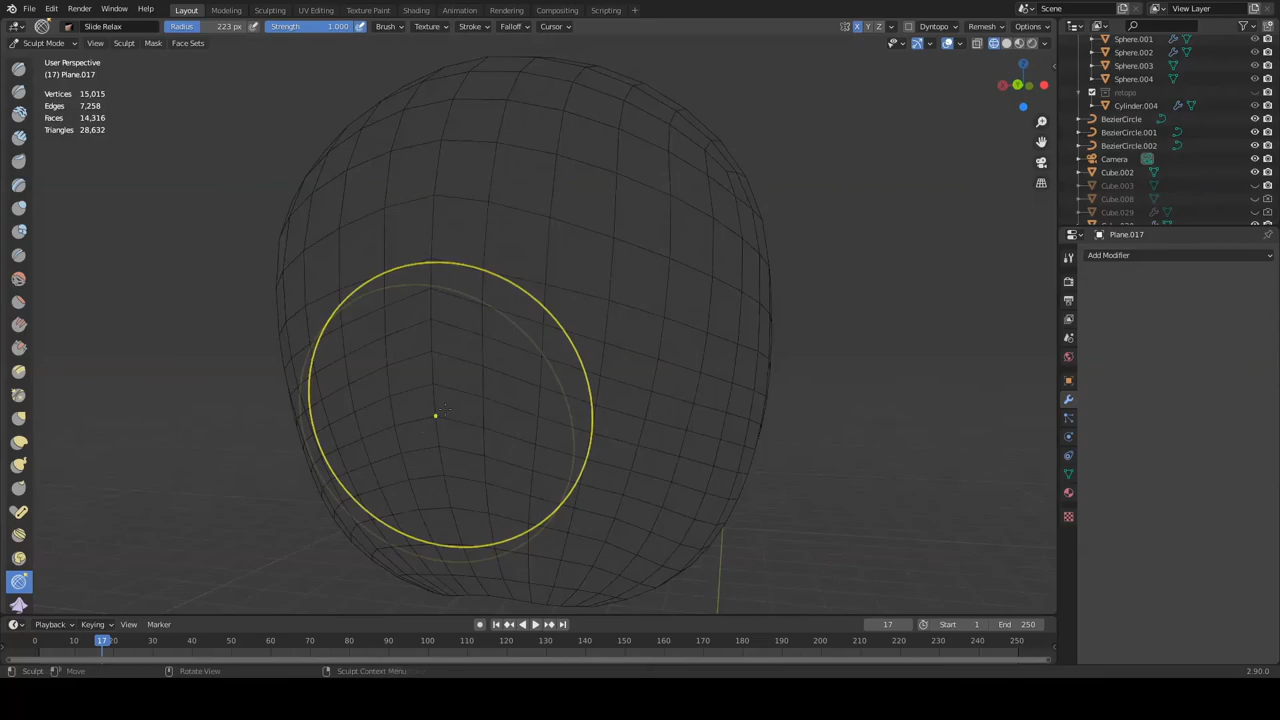 File Edit Render Window Help Layout Modeling Sculpting UV Editing Texture Paint Shading Animation Rendering Compositing Scripting + Scene View Layer
Slide Relax Radius 223 px Strength 1.000 Brush Texture Falloff Cursor X Y Z Dyntopo Remesh Options
Sculpt Mode View Sculpt Mask Face Sets
User Perspective
(17) Plane.017
Vertices 15,015
Edges 7,258
Faces 14,316
Triangles 28,632
Sphere.001
Sphere.002
Sphere.003
Sphere.004
retopo
Cylinder.004
BezierCircle
BezierCircle.001
BezierCircle.002
Camera
Cube.002
Cube.003
Cube.008
Cube.029
Plane.017
Add Modifier
Playback Keying View Marker 17 Start 1 End 250
0 10 17 20 30 40 50 60 70 80 90 100 110 120 130 140 150 160 170 180 190 200 210 220 230 240 250
Sculpt Move Rotate View Sculpt Context Menu 2.90.0